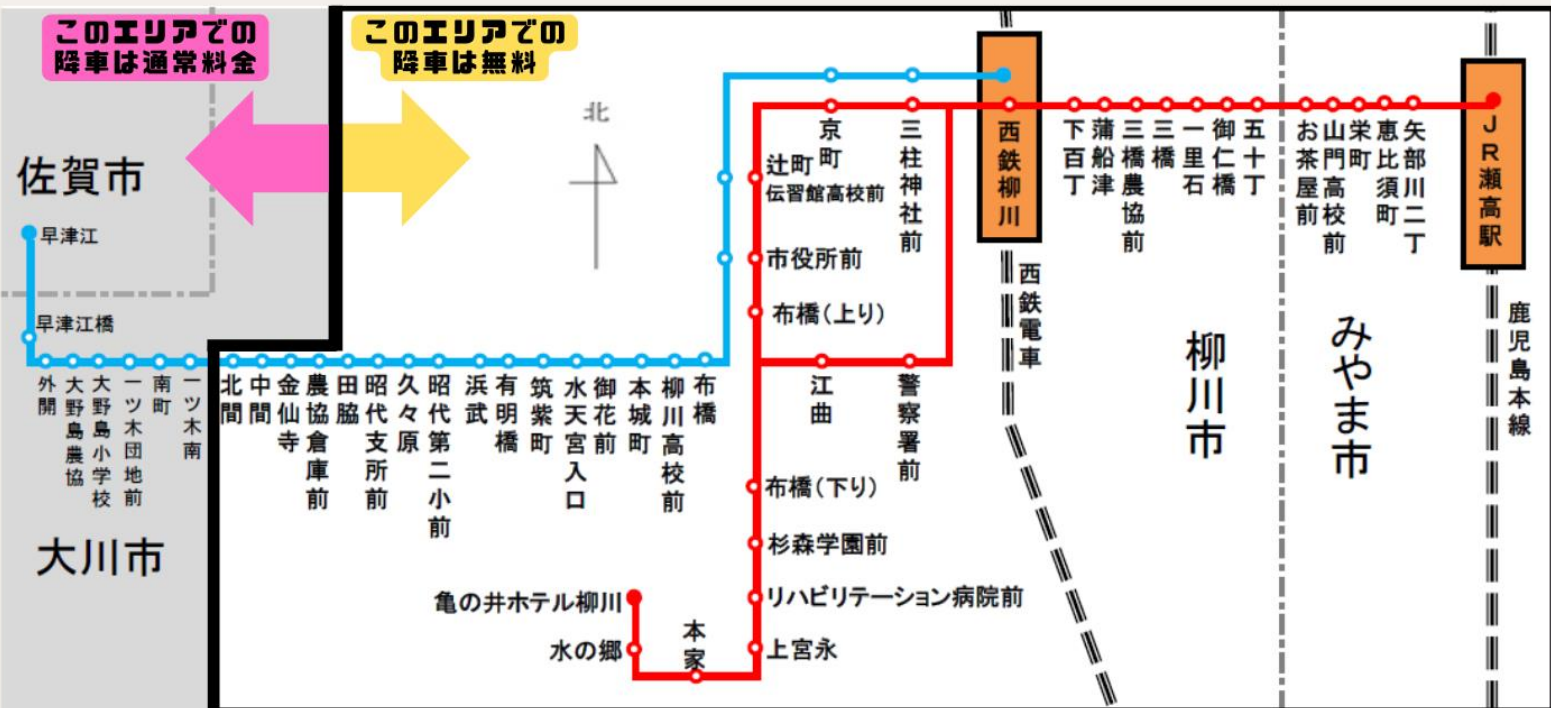 このエリアでの
降車は通常料金
このエリアでの
降車は無料
北
佐賀市
早津江
早津江橋
外開
大野島農協
大野島小学校
一ツ木団地前
南町
一ツ木南
大川市
北間
中間
金仙寺
農協倉庫前
田脇
昭代支所前
久々原
昭代第二小前
浜武
有明橋
筑紫町
水天宮入口
御花前
本城町
柳川高校前
布橋
京町
三柱神社前
辻町
伝習館高校前
市役所前
布橋(上り)
江曲
警察署前
布橋(下り)
杉森学園前
リハビリテーション病院前
上宮永
本家
水の郷
亀の井ホテル柳川
西鉄柳川
西鉄電車
下百丁
蒲船津
三橋農協前
三橋
一里石
御仁橋
五十丁
柳川市
お茶屋前
山門高校前
栄町
恵比須町
矢部川二丁
みやま市
JR瀬高駅
鹿児島本線